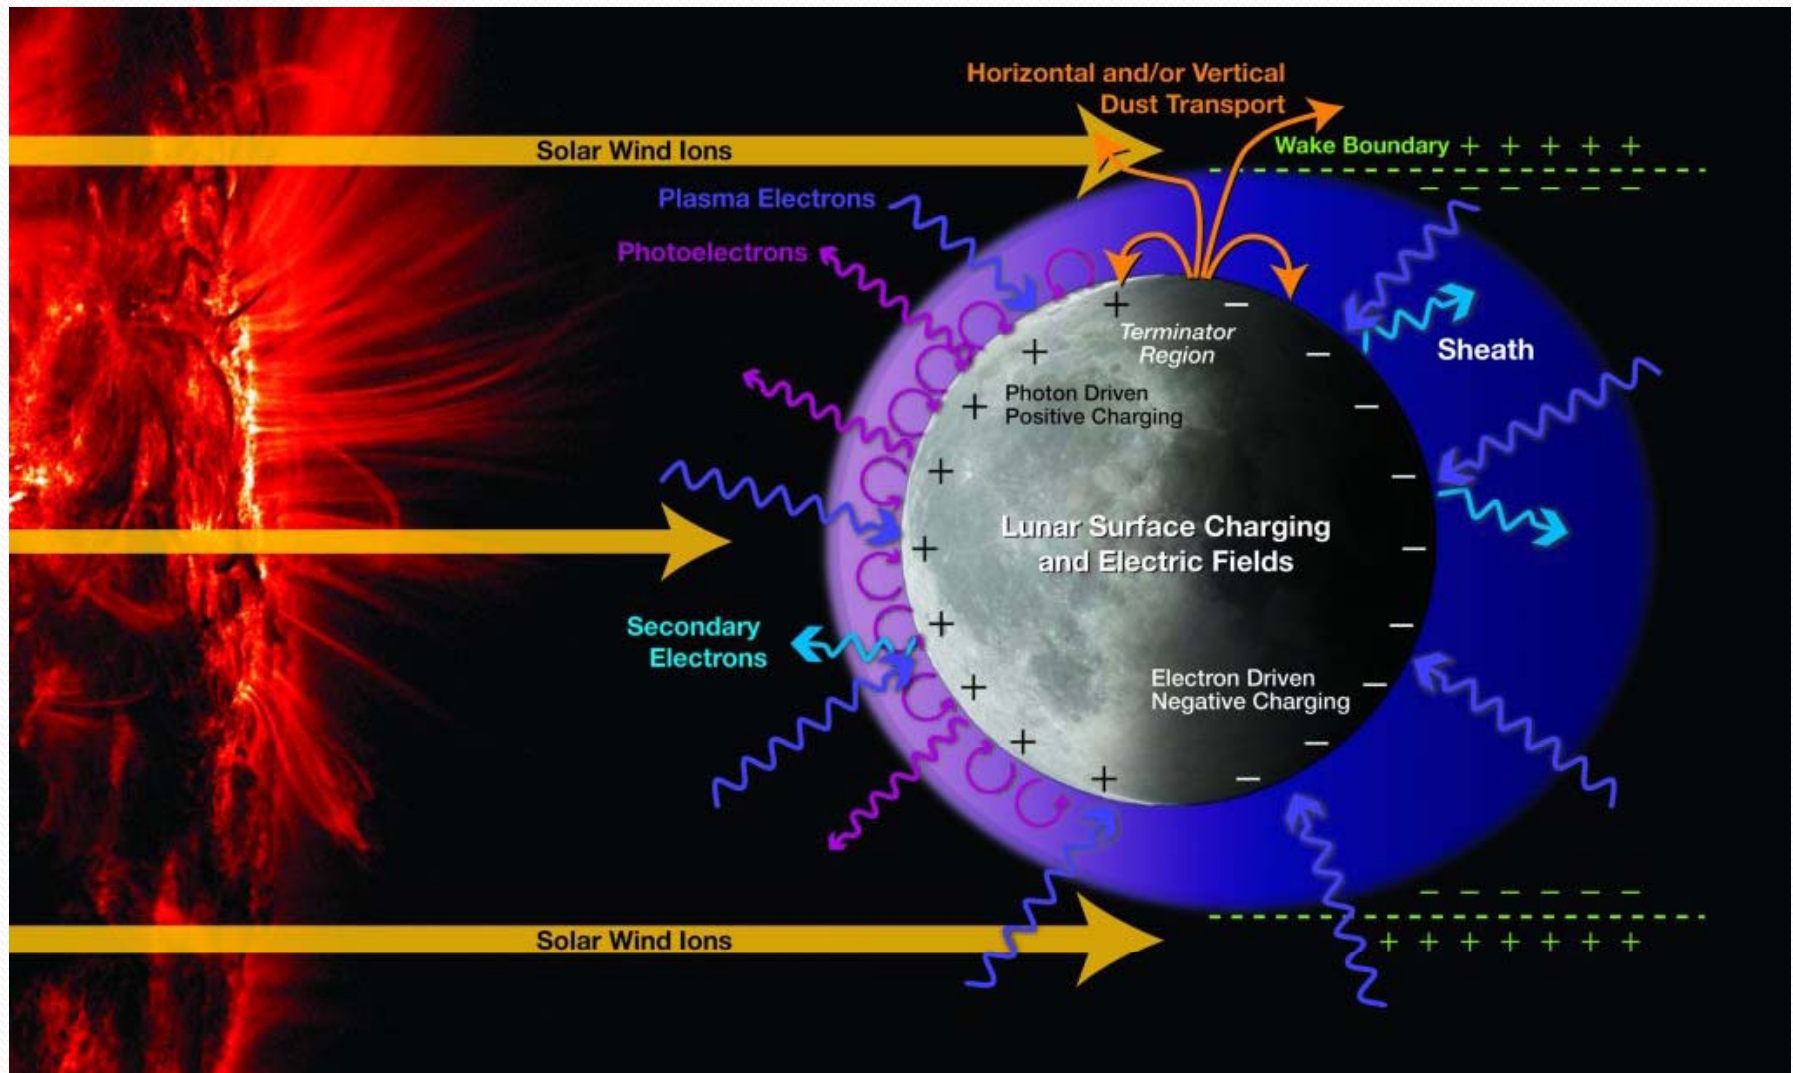 Horizontal and/or Vertical
Dust Transport
Solar Wind Ions
Wake Boundary + + + + +
− − − − − −
Plasma Electrons
Photoelectrons
+ −
Terminator
Region
+ −
Sheath
Photon Driven
Positive Charging
+ −
+ −
Lunar Surface Charging
and Electric Fields
+ −
Secondary
Electrons
+ −
Electron Driven
Negative Charging
+ −
+ −
+ −
− − − − − −
Solar Wind Ions
+ + + + + + +